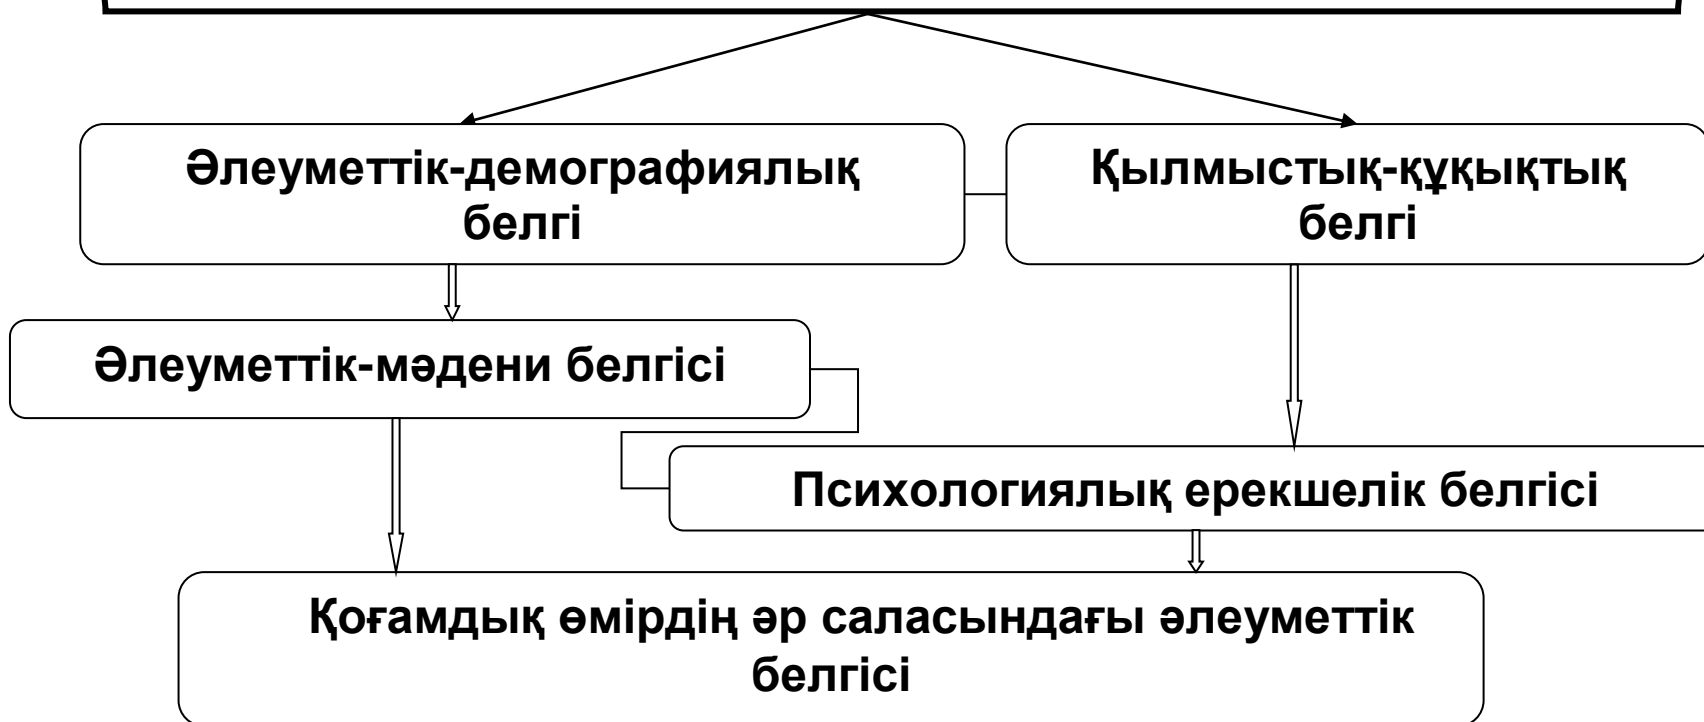 Әлеуметтік-демографиялық
белгі
Қылмыстық-құқықтық
белгі
Әлеуметтік-мәдени белгісі
Психологиялық ерекшелік белгісі
Қоғамдық өмірдің әр саласындағы әлеуметтік
белгісі